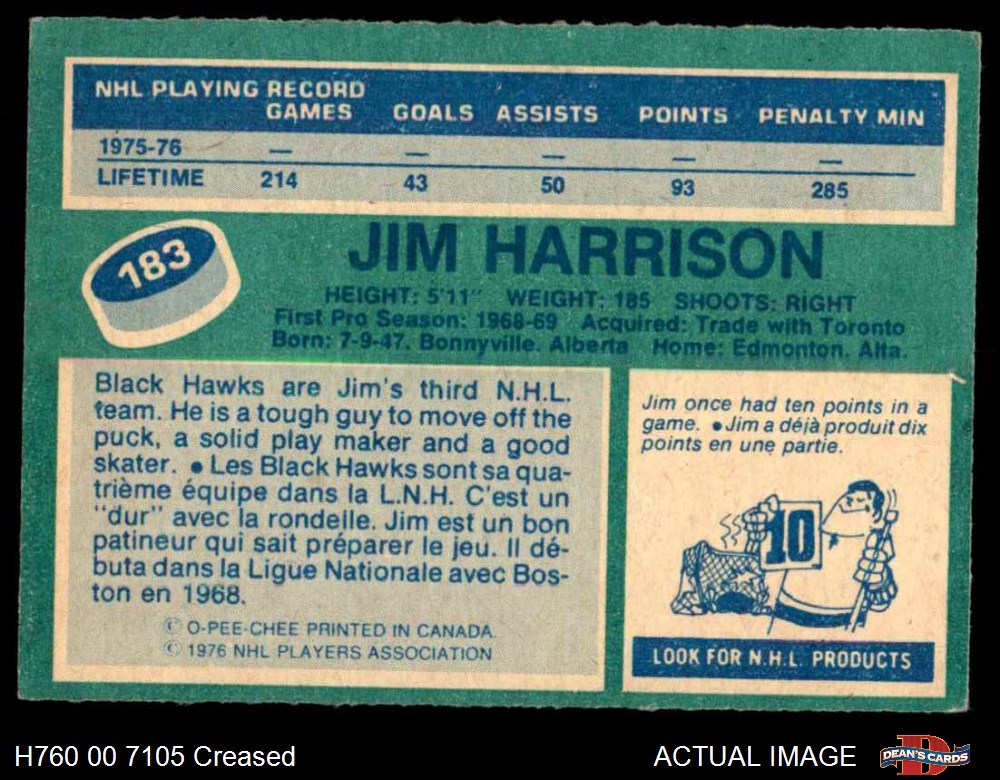 NHL PLAYING RECORD
GAMES GOALS ASSISTS POINTS PENALTY MIN
1975-76 — — — — —
LIFETIME 214 43 50 93 285
183
JIM HARRISON
HEIGHT: 5'11" WEIGHT: 185 SHOOTS: RIGHT
First Pro Season: 1968-69 Acquired: Trade with Toronto
Born: 7-9-47, Bonnyville, Alberta Home: Edmonton, Alta.
Black Hawks are Jim's third N.H.L.
team. He is a tough guy to move off the
puck, a solid play maker and a good
skater. ● Les Black Hawks sont sa qua-
trième équipe dans la L.N.H. C'est un
"dur" avec la rondelle. Jim est un bon
patineur qui sait préparer le jeu. Il dé-
buta dans la Ligue Nationale avec Bos-
ton en 1968.
© O-PEE-CHEE PRINTED IN CANADA.
© 1976 NHL PLAYERS ASSOCIATION
Jim once had ten points in a
game. ● Jim a déjà produit dix
points en une partie.
10
LOOK FOR N.H.L. PRODUCTS
H760 00 7105 Creased
ACTUAL IMAGE
D
DEAN'S CARDS